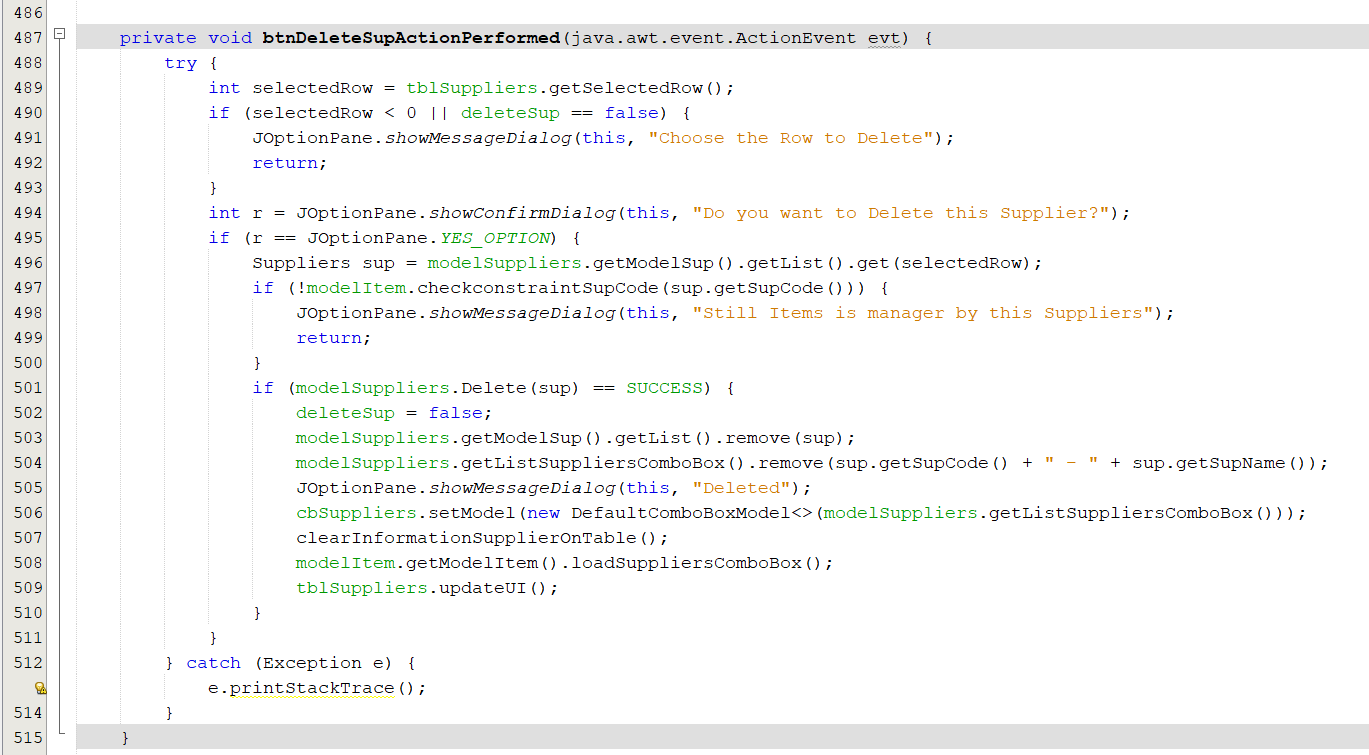 486
487 private void btnDeleteSupActionPerformed(java.awt.event.ActionEvent evt) {
488 try {
489 int selectedRow = tblSuppliers.getSelectedRow();
490 if (selectedRow < 0 || deleteSup == false) {
491 JOptionPane.showMessageDialog(this, "Choose the Row to Delete");
492 return;
493 }
494 int r = JOptionPane.showConfirmDialog(this, "Do you want to Delete this Supplier?");
495 if (r == JOptionPane.YES_OPTION) {
496 Suppliers sup = modelSuppliers.getModelSup().getList().get(selectedRow);
497 if (!modelItem.checkconstraintSupCode(sup.getSupCode())) {
498 JOptionPane.showMessageDialog(this, "Still Items is manager by this Suppliers");
499 return;
500 }
501 if (modelSuppliers.Delete(sup) == SUCCESS) {
502 deleteSup = false;
503 modelSuppliers.getModelSup().getList().remove(sup);
504 modelSuppliers.getListSuppliersComboBox().remove(sup.getSupCode() + " - " + sup.getSupName());
505 JOptionPane.showMessageDialog(this, "Deleted");
506 cbSuppliers.setModel(new DefaultComboBoxModel<>(modelSuppliers.getListSuppliersComboBox()));
507 clearInformationSupplierOnTable();
508 modelItem.getModelItem().loadSuppliersComboBox();
509 tblSuppliers.updateUI();
510 }
511 }
512 } catch (Exception e) {
e.printStackTrace();
514 }
515 }